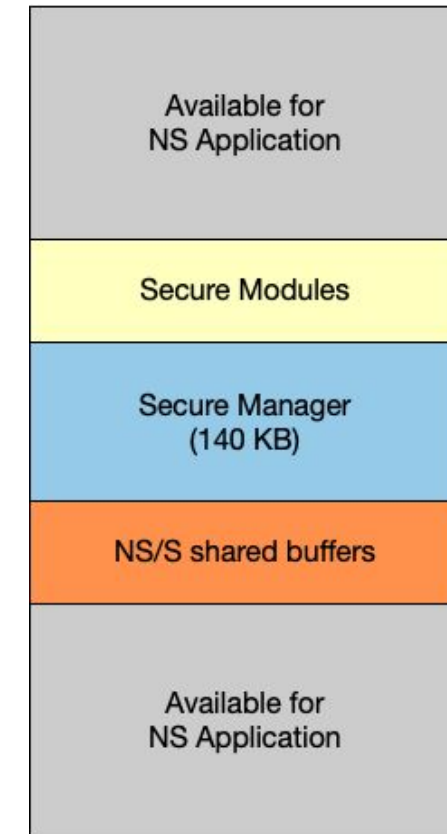 Available for
NS Application
Secure Modules
Secure Manager
(140 KB)
NS/S shared buffers
Available for
NS Application